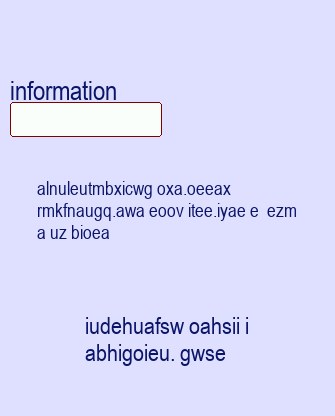 information
alnuleutmbxicwg oxa.oeeax
rmkfnaugq.awa eoov itee.iyae e  ezm
a uz bioea
iudehuafsw oahsii i
abhigoieu. gwse